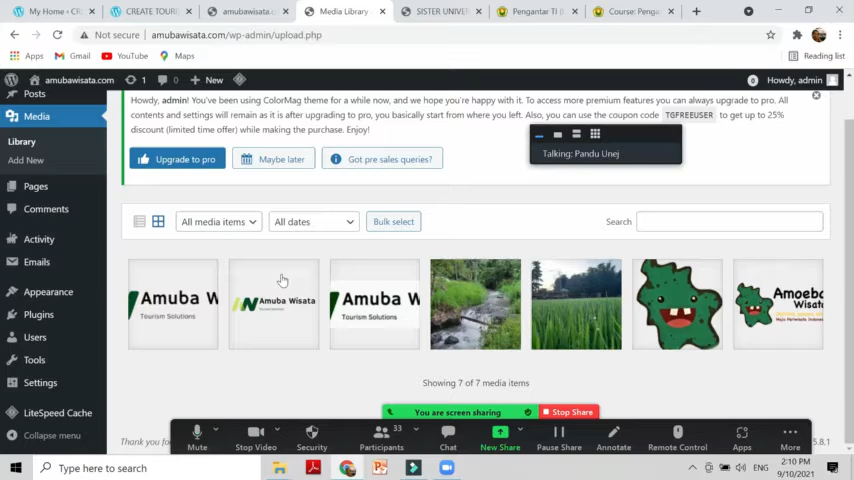 My Home ‹ CR
CREATE TOURI
amubawisata.c
Media Library
SISTER UNIVER
Pengantar TI (I
Course: Penga
Not secure
amubawisata.com/wp-admin/upload.php
Apps
Gmail
YouTube
Maps
Reading list
amubawisata.com
1
0
New
0
Howdy, admin
Posts
Media
Library
Add New
Pages
Comments
Activity
Emails
Appearance
Plugins
Users
Tools
Settings
LiteSpeed Cache
Collapse menu
Howdy, admin! You've been using ColorMag theme for a while now, and we hope you're happy with it. To access more premium features you can always upgrade to pro. All
contents and settings will remain as it after upgrading to pro, you basically start from where you left. Also, you can use the coupon code TGFREEUSER to get up to 25%
discount (limited time offer) while making the purchase. Enjoy!
Upgrade to pro
Maybe later
Got pre sales queries?
Talking: Pandu Unej
All media items
All dates
Bulk select
Search
Amuba W
Tourism Solutions
Amuba Wisata
Amuba W
Tourism Solutions
Amoeb
Wisat
Showing 7 of 7 media items
You are screen sharing
Stop Share
Thank you fo
5.8.1
Mute
Stop Video
Security
33
Participants
Chat
New Share
Pause Share
Annotate
Remote Control
Apps
More
Type here to search
ENG
2:10 PM
9/10/2021